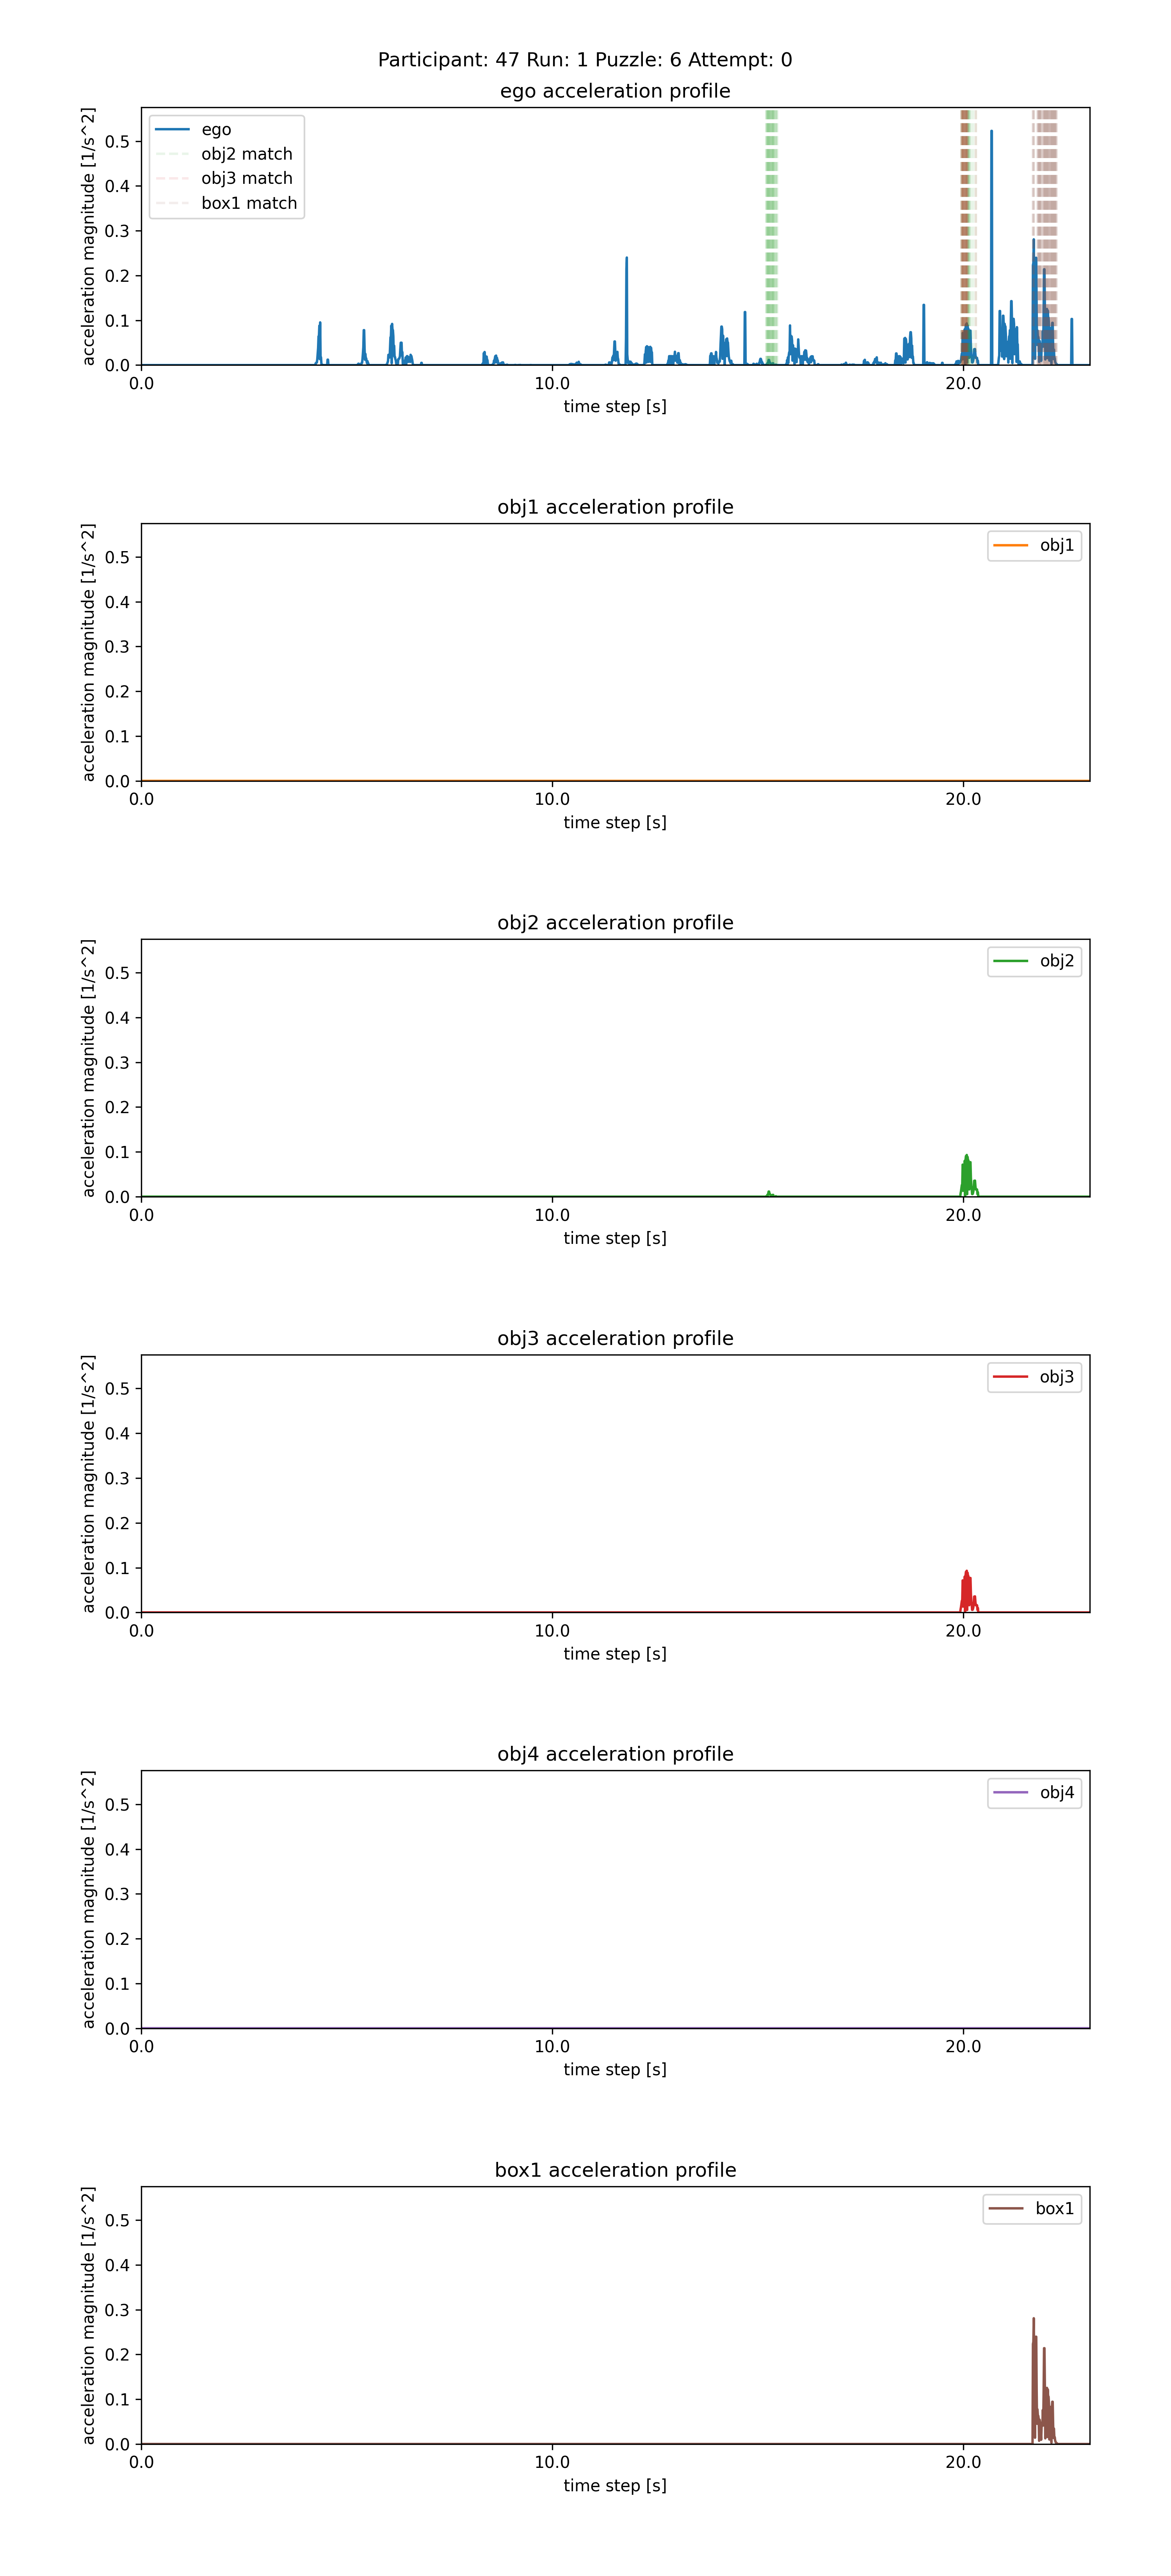 Participant: 47 Run: 1 Puzzle: 6 Attempt: 0
ego acceleration profile
acceleration magnitude [1/s^2]
0.5
0.4
0.3
0.2
0.1
0.0
ego
obj2 match
obj3 match
box1 match
0.0 10.0 20.0
time step [s]
obj1 acceleration profile
acceleration magnitude [1/s^2]
0.5
0.4
0.3
0.2
0.1
0.0
obj1
0.0 10.0 20.0
time step [s]
obj2 acceleration profile
acceleration magnitude [1/s^2]
0.5
0.4
0.3
0.2
0.1
0.0
obj2
0.0 10.0 20.0
time step [s]
obj3 acceleration profile
acceleration magnitude [1/s^2]
0.5
0.4
0.3
0.2
0.1
0.0
obj3
0.0 10.0 20.0
time step [s]
obj4 acceleration profile
acceleration magnitude [1/s^2]
0.5
0.4
0.3
0.2
0.1
0.0
obj4
0.0 10.0 20.0
time step [s]
box1 acceleration profile
acceleration magnitude [1/s^2]
0.5
0.4
0.3
0.2
0.1
0.0
box1
0.0 10.0 20.0
time step [s]